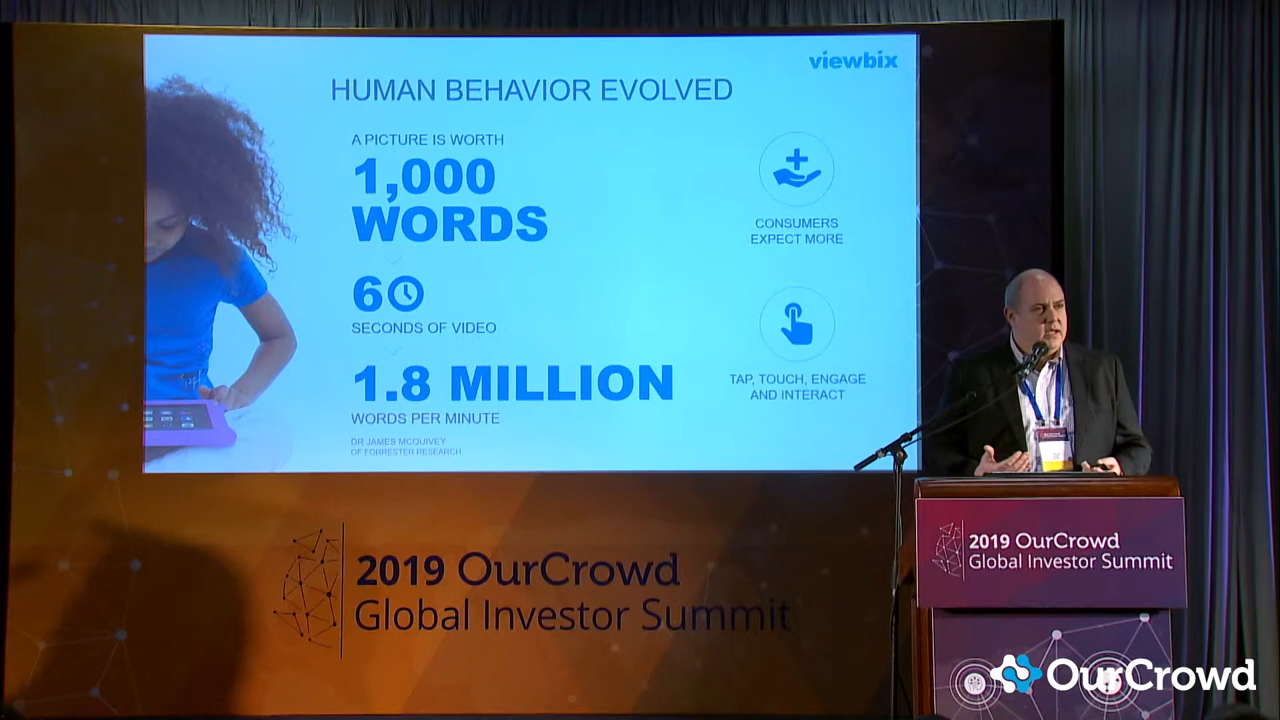 viewbix
HUMAN BEHAVIOR EVOLVED
A PICTURE IS WORTH
1,000
WORDS
60
SECONDS OF VIDEO
1.8 MILLION
WORDS PER MINUTE
DR JAMES MCQUIVEY
OF FORRESTER RESEARCH
CONSUMERS
EXPECT MORE
TAP, TOUCH, ENGAGE
AND INTERACT
2019 OurCrowd
Global Investor Summit
2019 OurCrowd
Global Investor Summit
OurCrowd